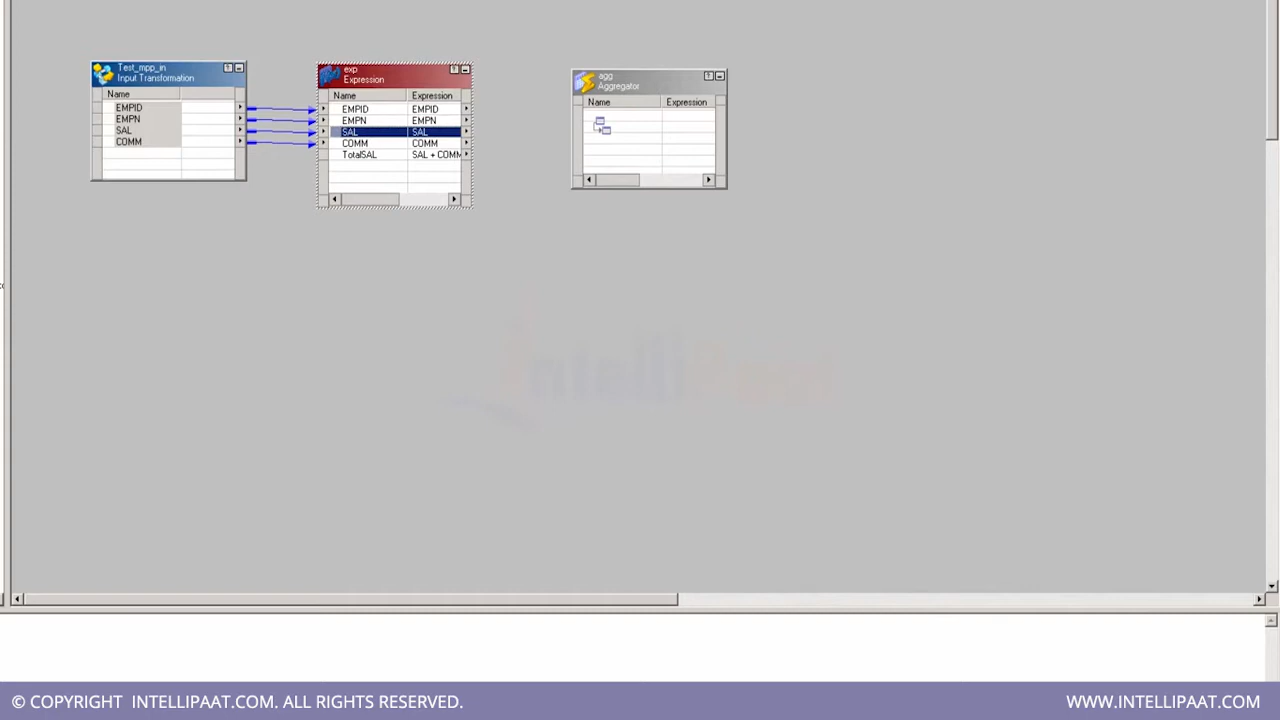 Test_mpp_in
Input Transformation
Name
EMPID
EMPN
SAL
COMM
exp
Expression
Name Expression
EMPID EMPID
EMPN EMPN
SAL SAL
COMM COMM
TotalSAL SAL + COMM
agg
Aggregator
Name Expression
IntelliPaat
© COPYRIGHT INTELLIPAAT.COM. ALL RIGHTS RESERVED.
WWW.INTELLIPAAT.COM